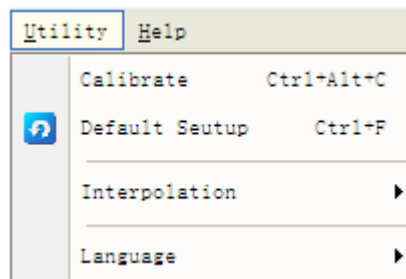 Utility Help
Calibrate Ctrl+Alt+C
Default Seutup Ctrl+F
Interpolation
Language